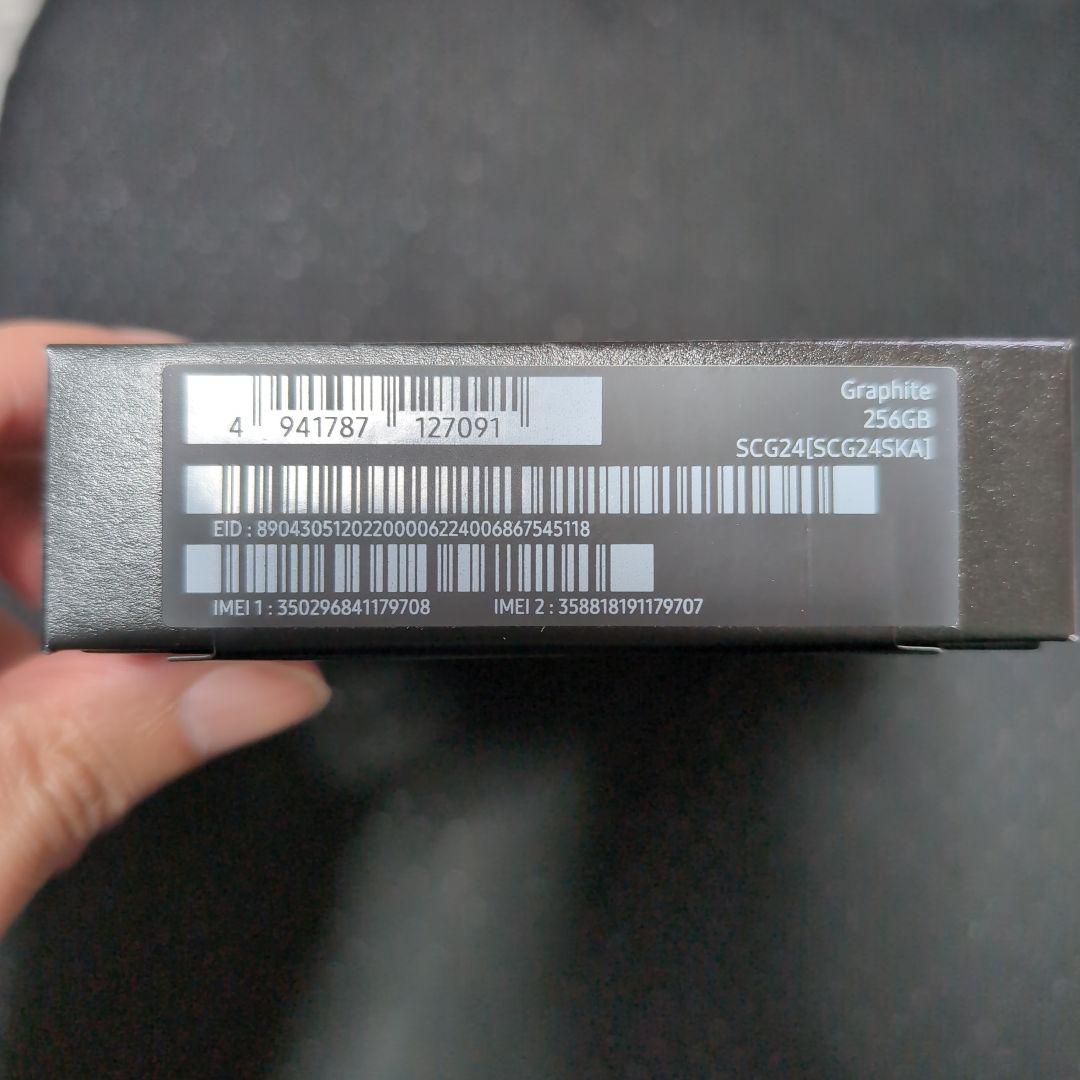 Graphite
256GB
SCG24[SCG24SKA]
4 941787 127091
EID : 89043051202200006224006867545118
IMEI 1 : 350296841179708 IMEI 2 : 358818191179707